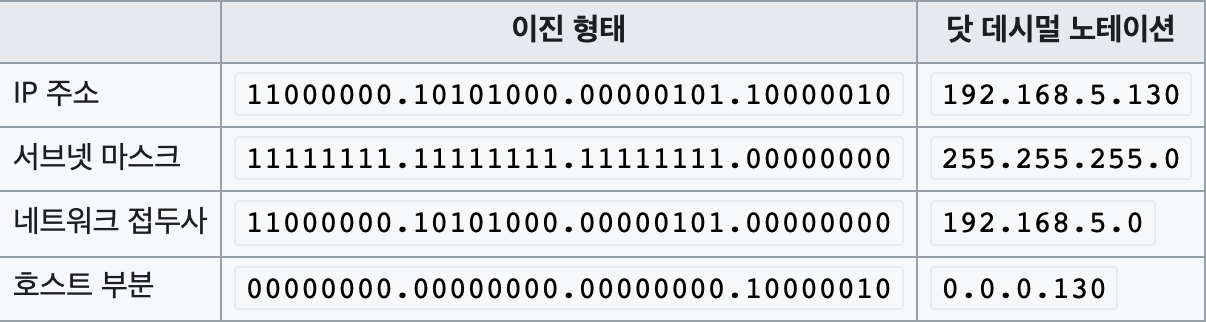 이진 형태 닷 데시멀 노테이션
IP 주소 11000000.10101000.00000101.10000010 192.168.5.130
서브넷 마스크 11111111.11111111.11111111.00000000 255.255.255.0
네트워크 접두사 11000000.10101000.00000101.00000000 192.168.5.0
호스트 부분 00000000.00000000.00000000.10000010 0.0.0.130